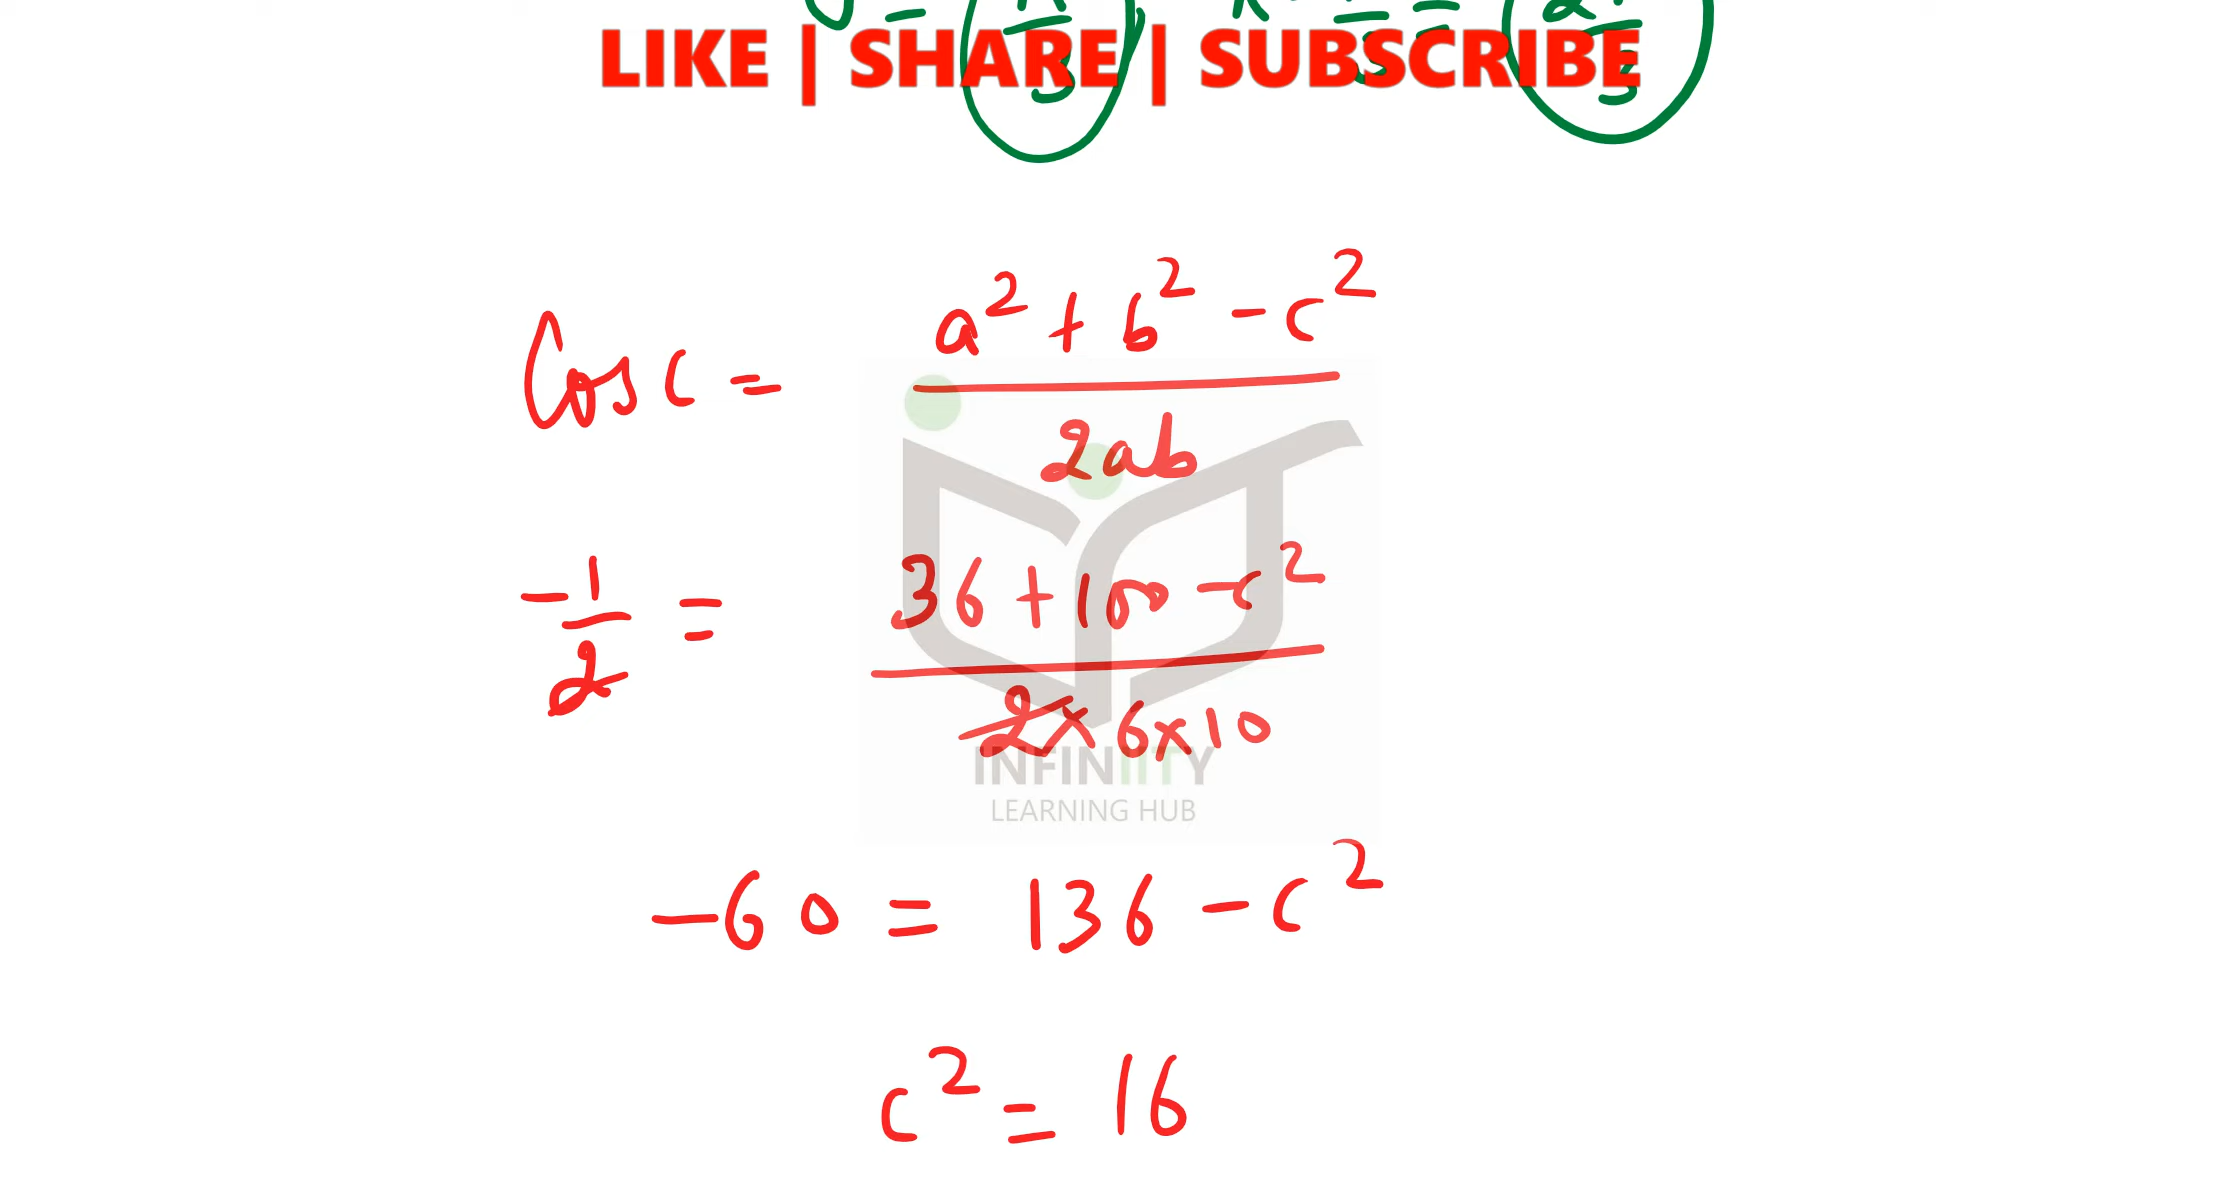 LIKE | SHARE | SUBSCRIBE
Cos c = a² + b² - c² / 2ab
-1/2 = 36 + 100 - c² / 2 x 6 x 10
INFINIITY
LEARNING HUB
-60 = 136 - c²
c² = 16